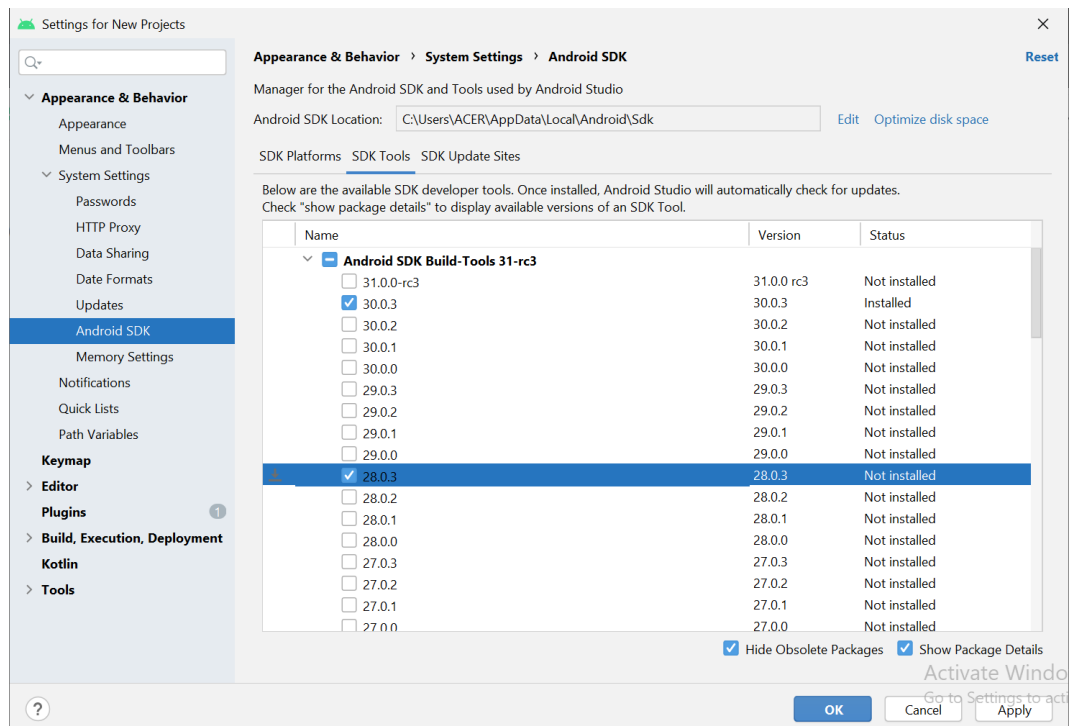 Settings for New Projects
Appearance & Behavior › System Settings › Android SDK Reset
Manager for the Android SDK and Tools used by Android Studio
Android SDK Location: C:\Users\ACER\AppData\Local\Android\Sdk Edit Optimize disk space
SDK Platforms SDK Tools SDK Update Sites
Below are the available SDK developer tools. Once installed, Android Studio will automatically check for updates.
Check "show package details" to display available versions of an SDK Tool.
Appearance & Behavior
Appearance
Menus and Toolbars
System Settings
Passwords
HTTP Proxy
Data Sharing
Date Formats
Updates
Android SDK
Memory Settings
Notifications
Quick Lists
Path Variables
Keymap
Editor
Plugins 1
Build, Execution, Deployment
Kotlin
Tools
Name Version Status
Android SDK Build-Tools 31-rc3
31.0.0-rc3 31.0.0 rc3 Not installed
30.0.3 30.0.3 Installed
30.0.2 30.0.2 Not installed
30.0.1 30.0.1 Not installed
30.0.0 30.0.0 Not installed
29.0.3 29.0.3 Not installed
29.0.2 29.0.2 Not installed
29.0.1 29.0.1 Not installed
29.0.0 29.0.0 Not installed
28.0.3 28.0.3 Not installed
28.0.2 28.0.2 Not installed
28.0.1 28.0.1 Not installed
28.0.0 28.0.0 Not installed
27.0.3 27.0.3 Not installed
27.0.2 27.0.2 Not installed
27.0.1 27.0.1 Not installed
27.0.0 27.0.0 Not installed
Hide Obsolete Packages Show Package Details
Activate Windo
Go to Settings to acti
? OK Cancel Apply